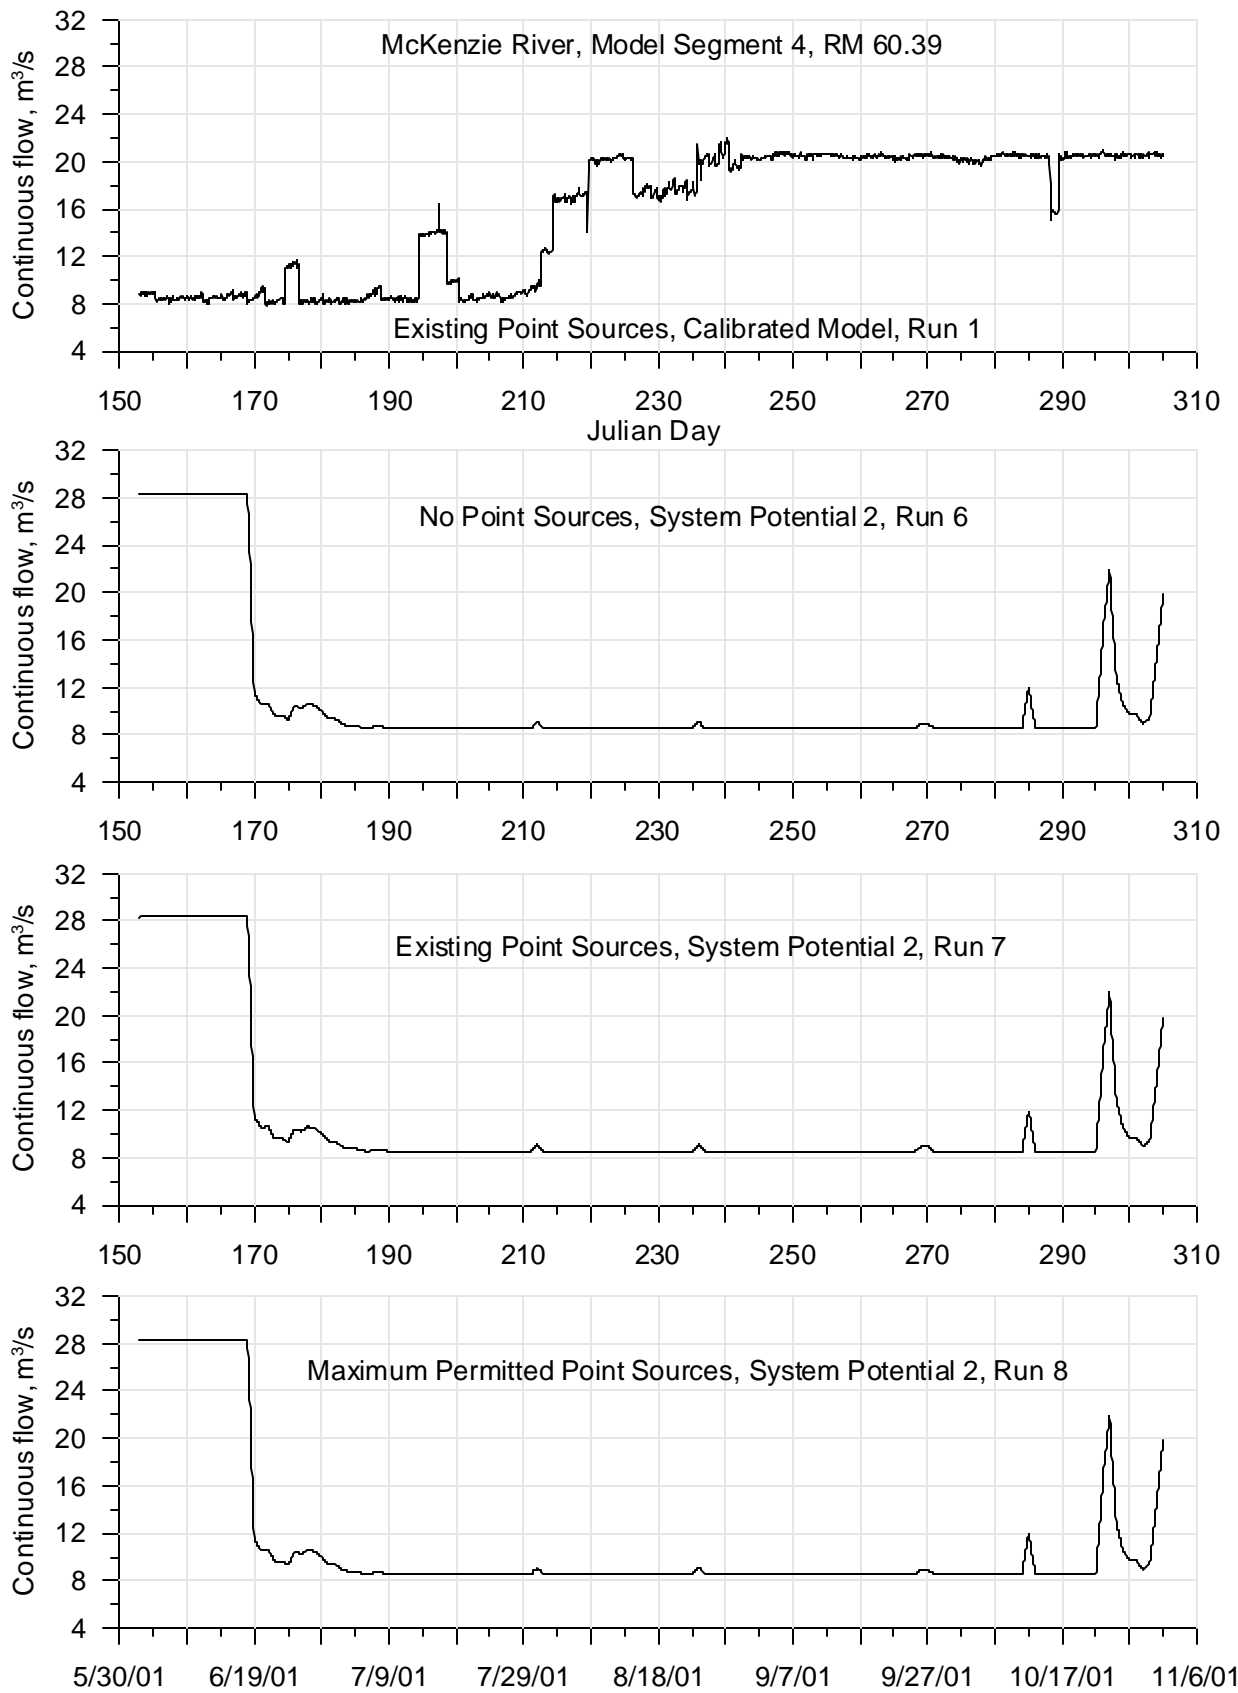 McKenzie River, Model Segment 4, RM 60.39
Continuous flow, m³/s
32
28
24
20
16
12
8
4
Existing Point Sources, Calibrated Model, Run 1
150 170 190 210 230 250 270 290 310
Julian Day
No Point Sources, System Potential 2, Run 6
Continuous flow, m³/s
32
28
24
20
16
12
8
4
150 170 190 210 230 250 270 290 310
Existing Point Sources, System Potential 2, Run 7
Continuous flow, m³/s
32
28
24
20
16
12
8
4
150 170 190 210 230 250 270 290 310
Maximum Permitted Point Sources, System Potential 2, Run 8
Continuous flow, m³/s
32
28
24
20
16
12
8
4
5/30/01 6/19/01 7/9/01 7/29/01 8/18/01 9/7/01 9/27/01 10/17/01 11/6/01